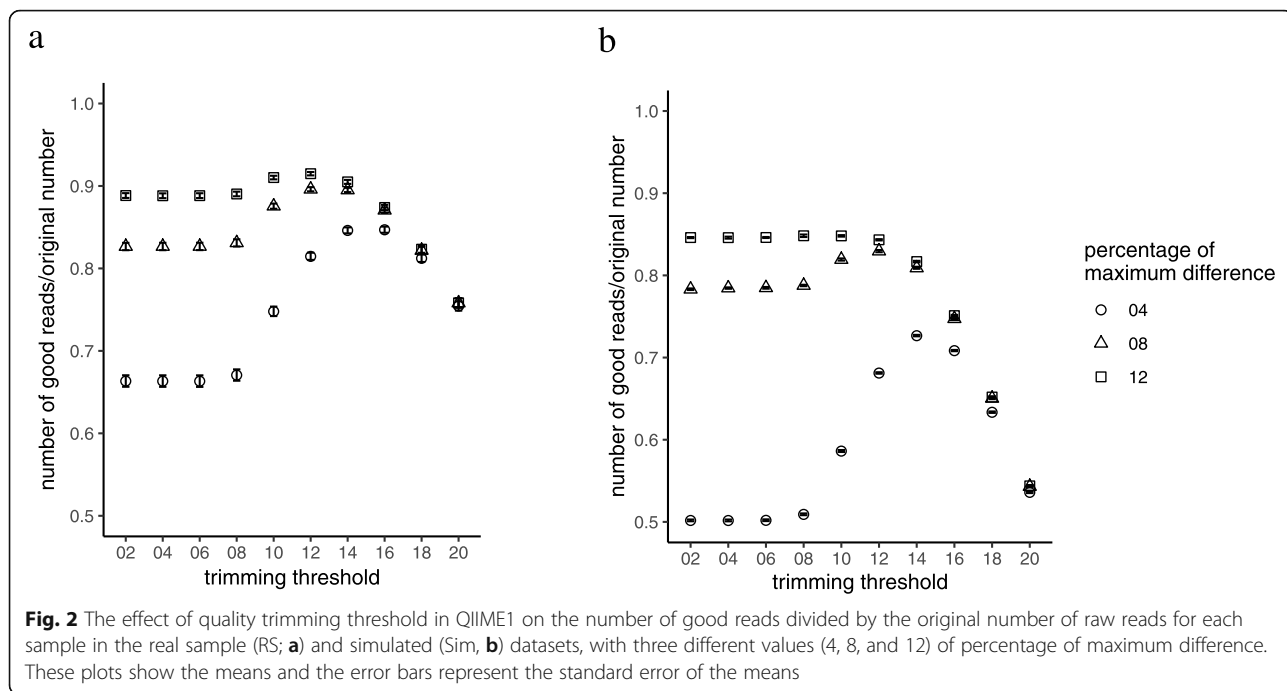 a
number of good reads/original number
1.0
0.9
0.8
0.7
0.6
0.5
02 04 06 08 10 12 14 16 18 20
trimming threshold
b
number of good reads/original number
1.0
0.9
0.8
0.7
0.6
0.5
02 04 06 08 10 12 14 16 18 20
trimming threshold
percentage of
maximum difference
04
08
12
Fig. 2 The effect of quality trimming threshold in QIIME1 on the number of good reads divided by the original number of raw reads for each
sample in the real sample (RS; a) and simulated (Sim, b) datasets, with three different values (4, 8, and 12) of percentage of maximum difference.
These plots show the means and the error bars represent the standard error of the means